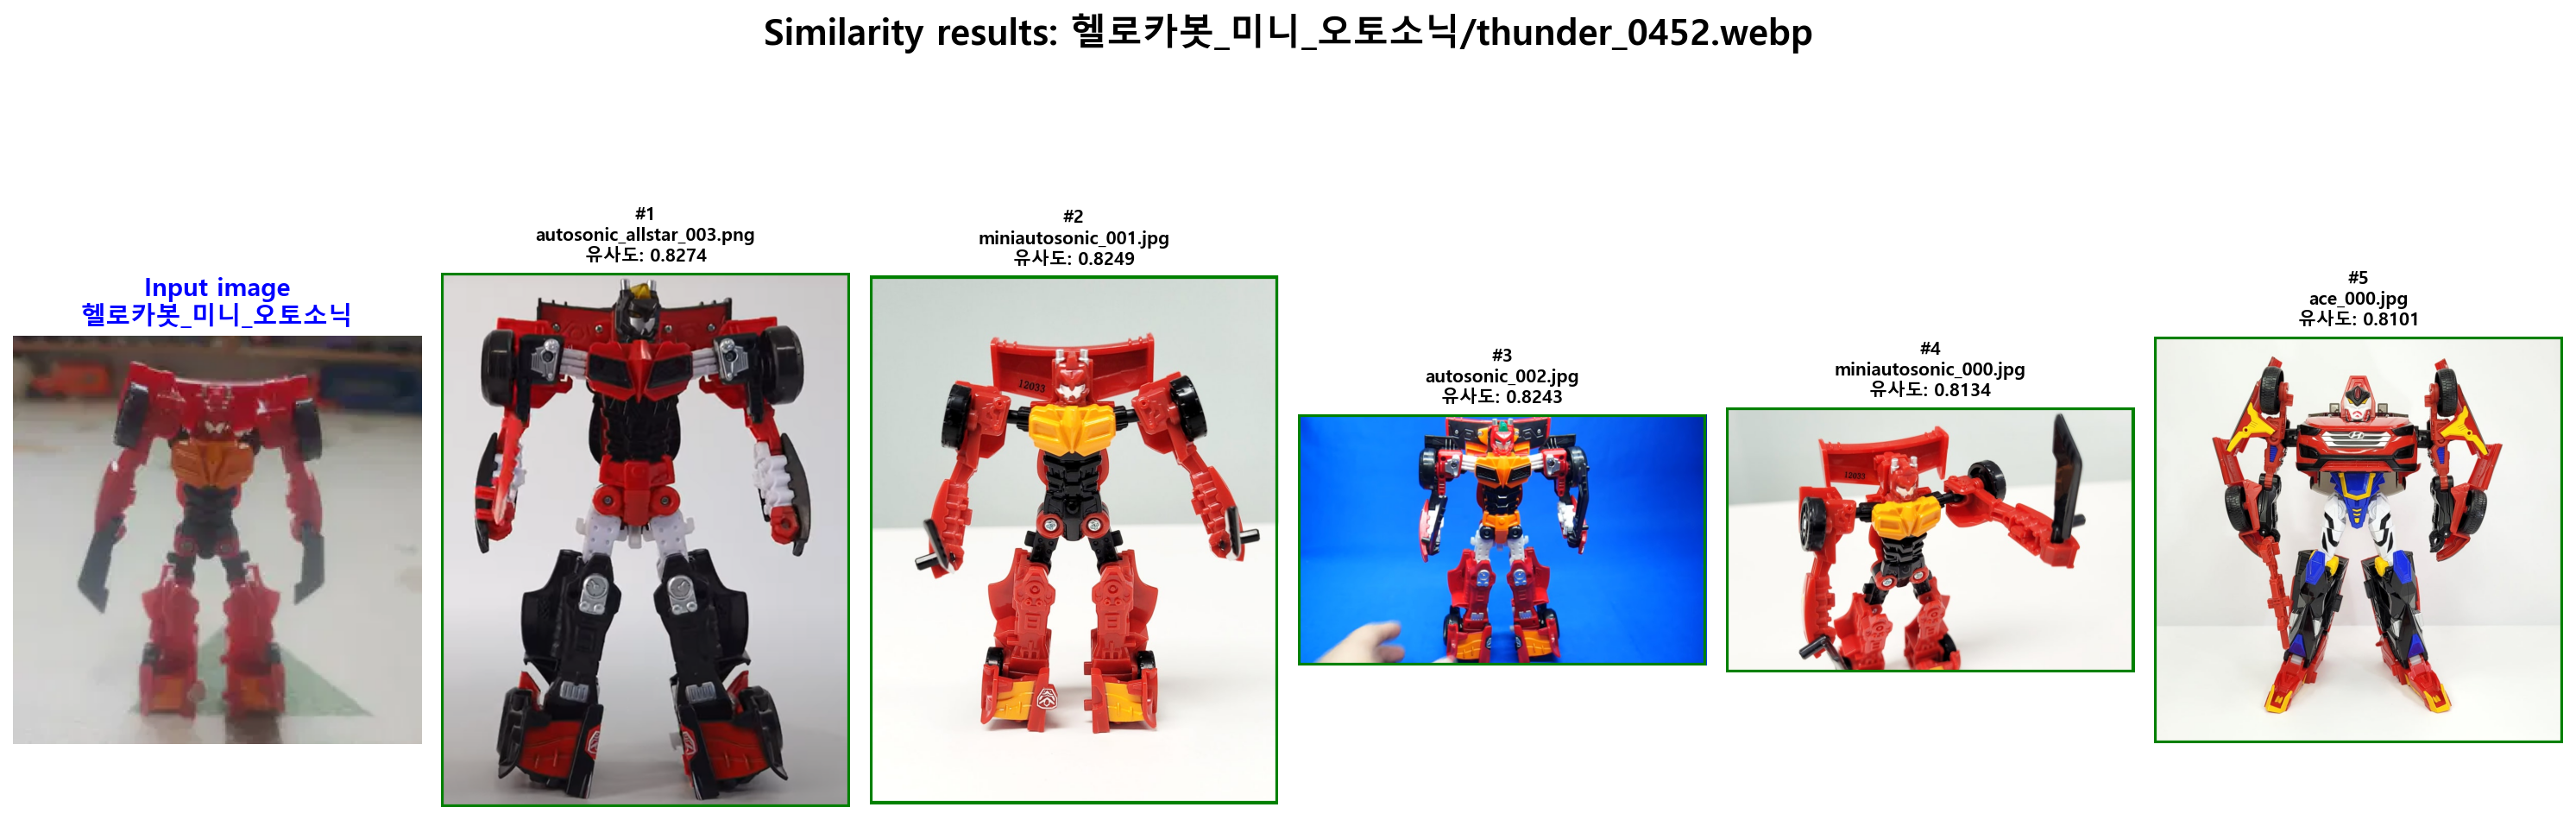 Similarity results: 헬로카봇_미니_오토소닉/thunder_0452.webp
Input image
헬로카봇_미니_오토소닉
#1
autosonic_allstar_003.png
유사도: 0.8274
#2
miniautosonic_001.jpg
유사도: 0.8249
12033
#3
autosonic_002.jpg
유사도: 0.8243
#4
miniautosonic_000.jpg
유사도: 0.8134
12033
#5
ace_000.jpg
유사도: 0.8101